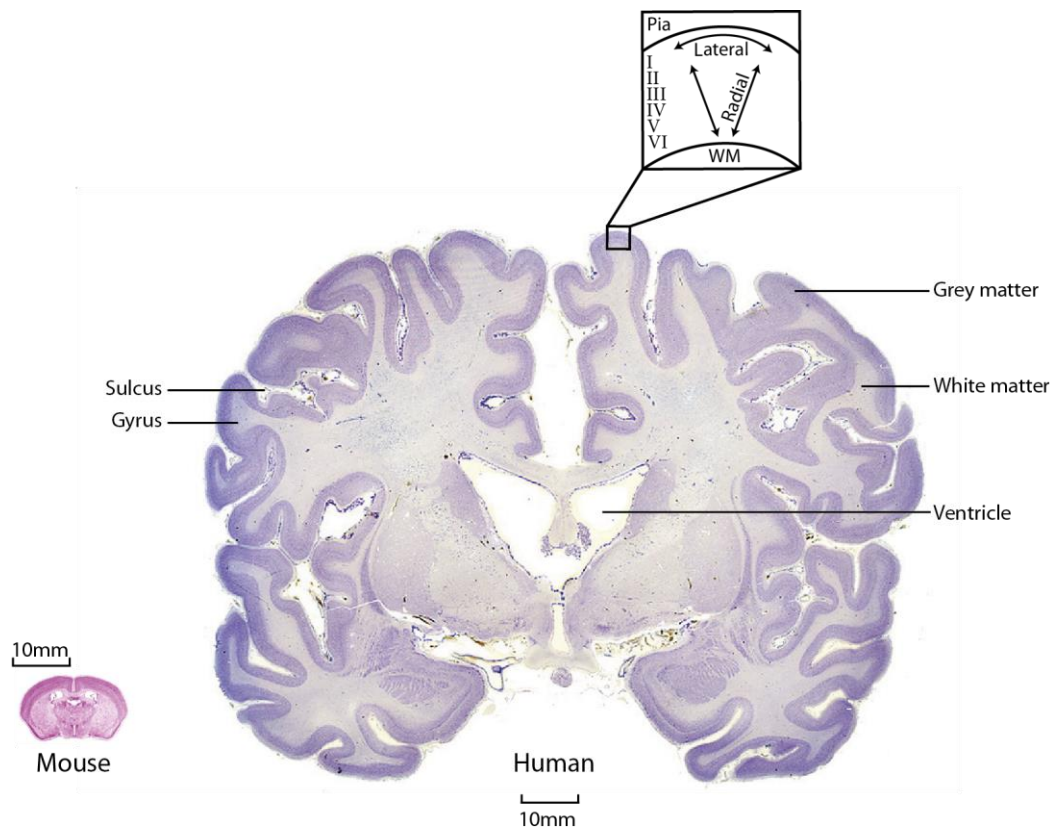 Pia
Lateral
I
II
III
IV
V
VI
Radial
WM
Grey matter
Sulcus
White matter
Gyrus
Ventricle
10mm
Mouse
Human
10mm